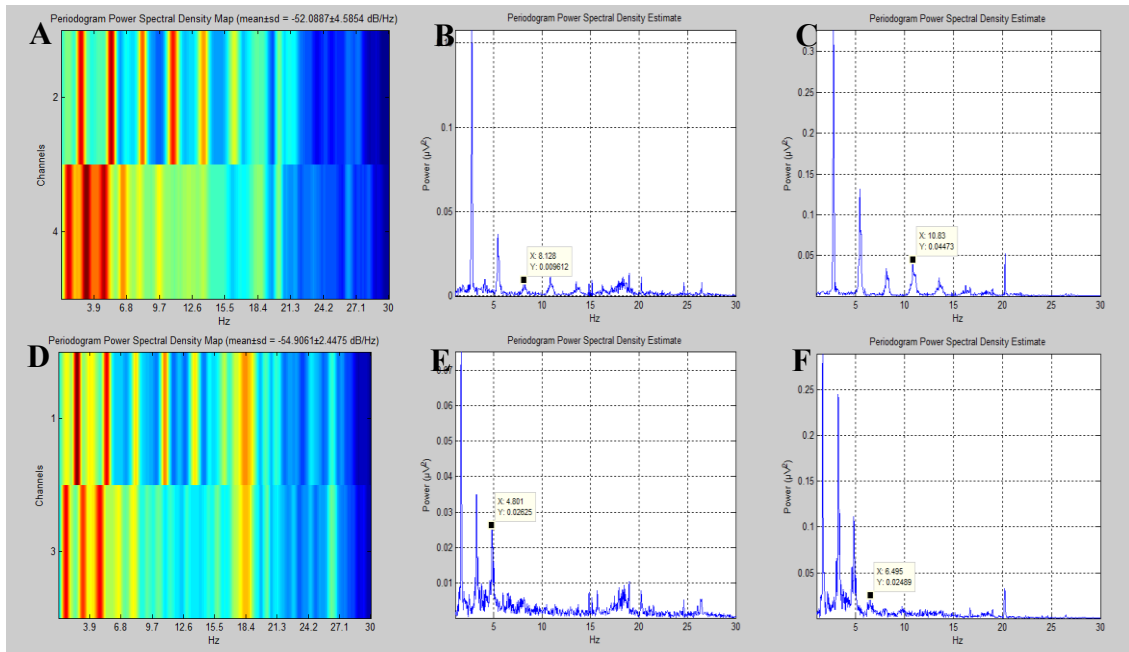 A
Periodogram Power Spectral Density Map (mean±sd = -52.0887±4.5854 dB/Hz)
2
4
Channels
3.9 6.8 9.7 12.6 15.5 18.4 21.3 24.2 27.1 30
Hz
B
Periodogram Power Spectral Density Estimate
0.15
0.1
0.05
0
Power (µV²)
X: 8.128
Y: 0.009612
5 10 15 20 25 30
Hz
C
Periodogram Power Spectral Density Estimate
0.3
0.25
0.2
0.15
0.1
0.05
Power (µV²)
X: 10.83
Y: 0.04473
5 10 15 20 25 30
Hz
D
Periodogram Power Spectral Density Map (mean±sd = -54.9061±2.4475 dB/Hz)
1
3
Channels
3.9 6.8 9.7 12.6 15.5 18.4 21.3 24.2 27.1 30
Hz
E
Periodogram Power Spectral Density Estimate
0.07
0.06
0.05
0.04
0.03
0.02
0.01
Power (µV²)
X: 4.801
Y: 0.02625
5 10 15 20 25 30
Hz
F
Periodogram Power Spectral Density Estimate
0.25
0.2
0.15
0.1
0.05
Power (µV²)
X: 6.495
Y: 0.02489
5 10 15 20 25 30
Hz